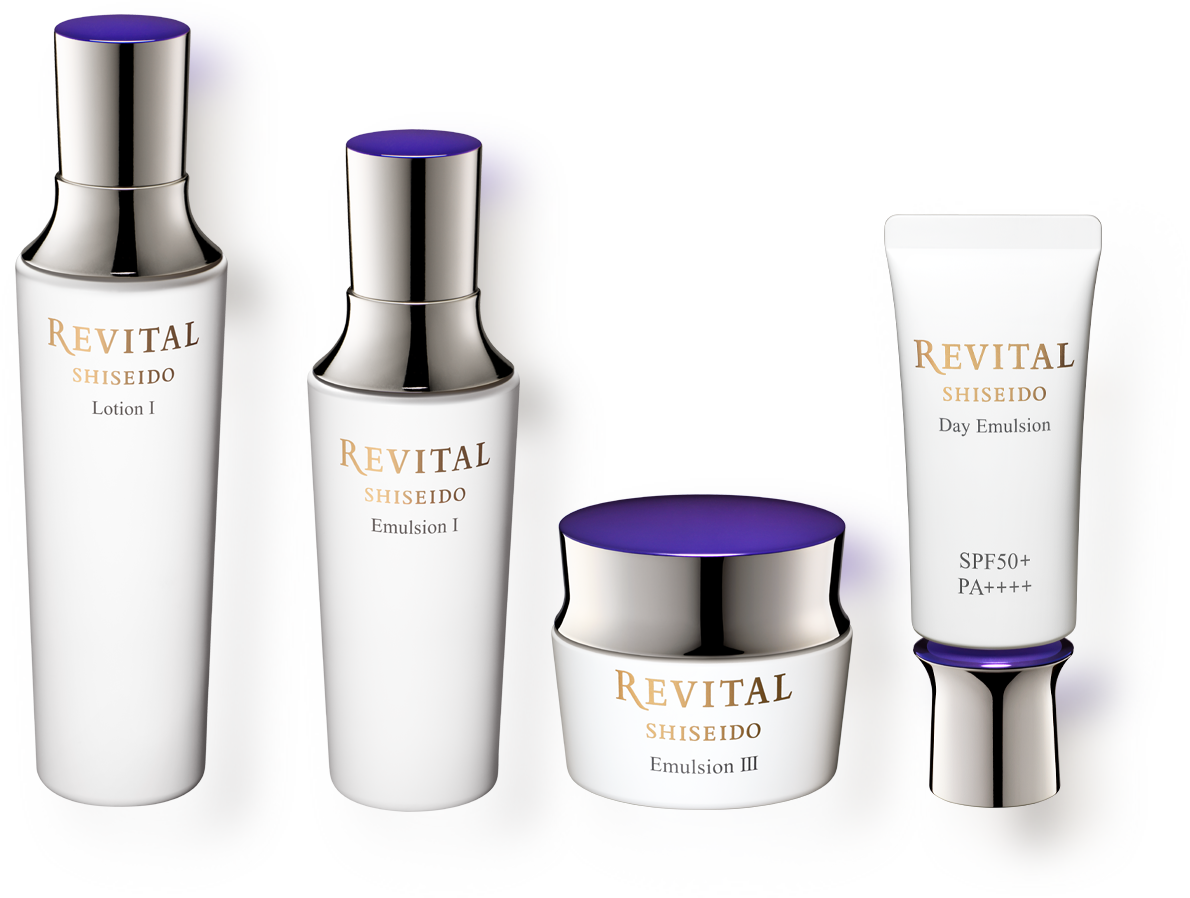 REVITAL
SHISEIDO
Lotion I
REVITAL
SHISEIDO
Emulsion I
REVITAL
SHISEIDO
Emulsion III
REVITAL
SHISEIDO
Day Emulsion
SPF50+
PA++++